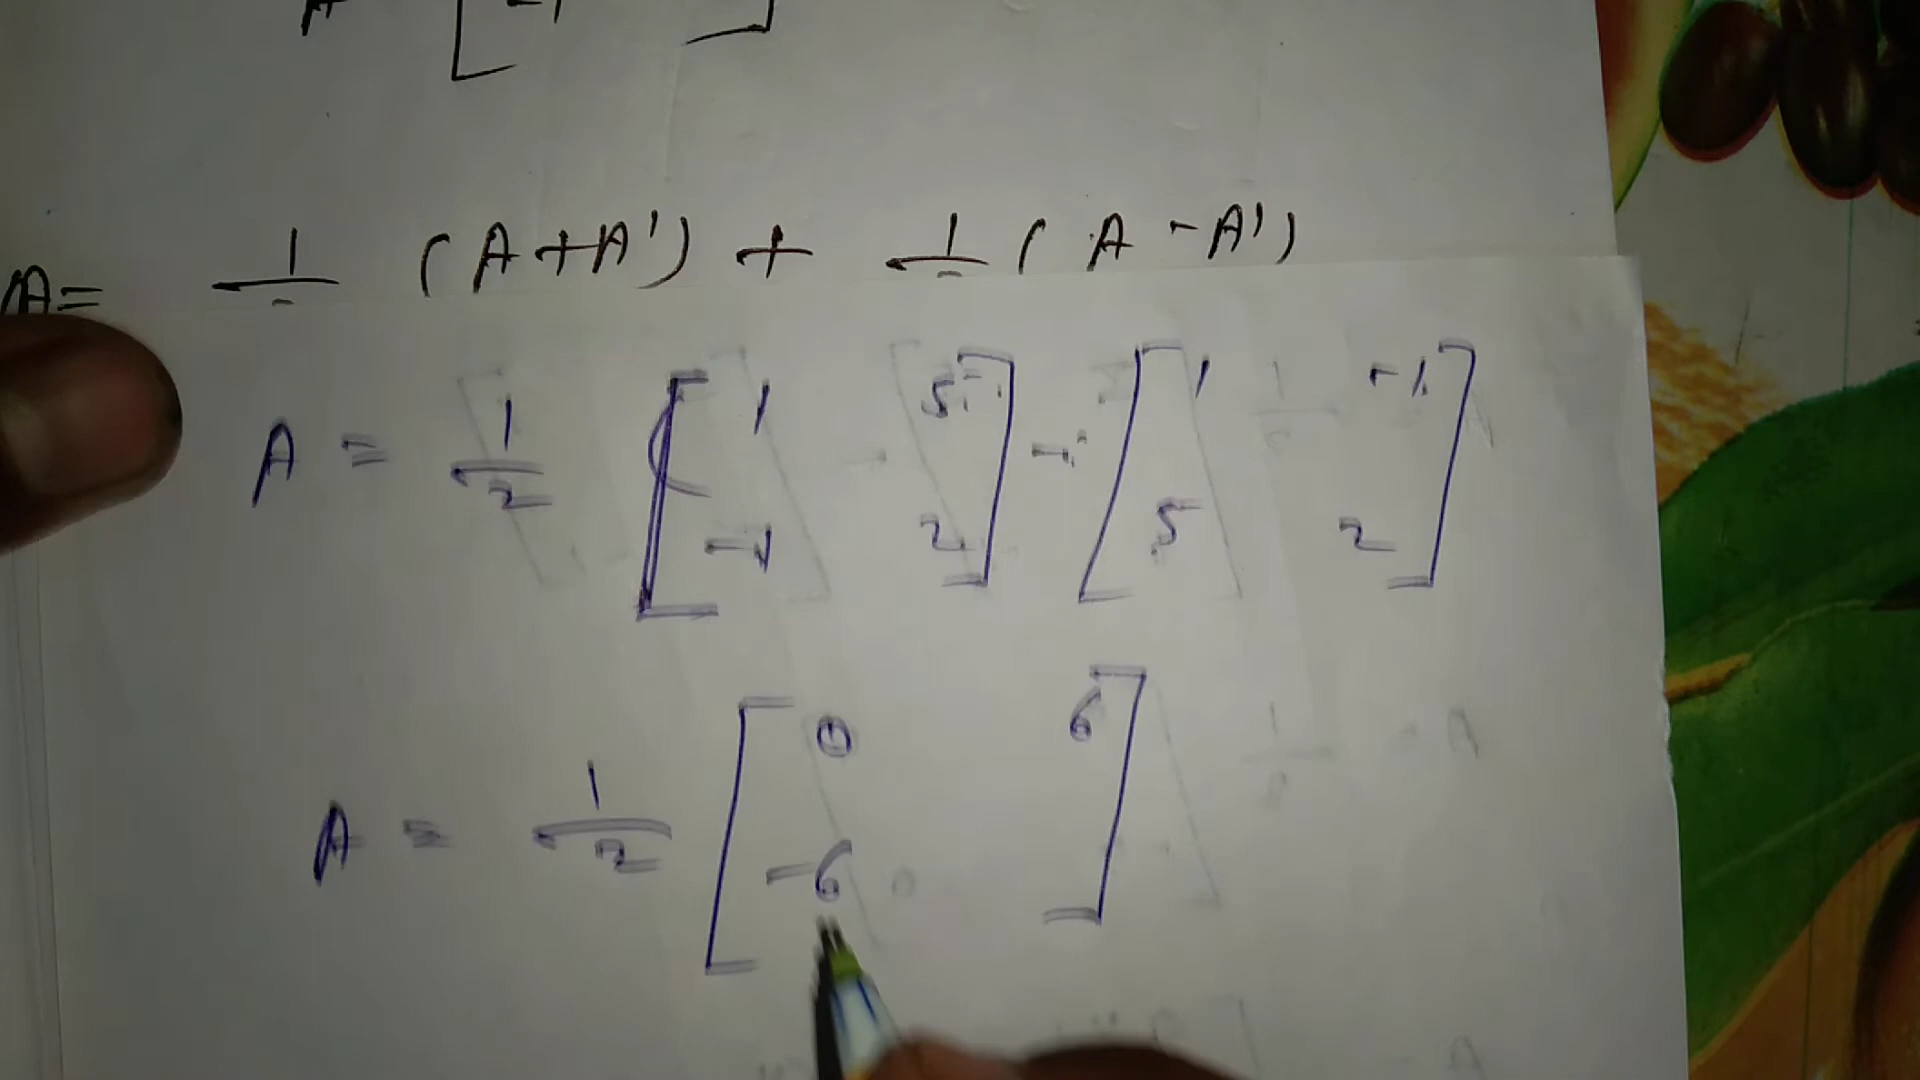 A [ -1 ]
A = 1/2 (A + A') + 1/2 (A - A')
A = 1/2 [ 1 5 -1 2 ] - [ 1 -1 5 2 ]
A = 1/2 [ 0 6 -6 ]